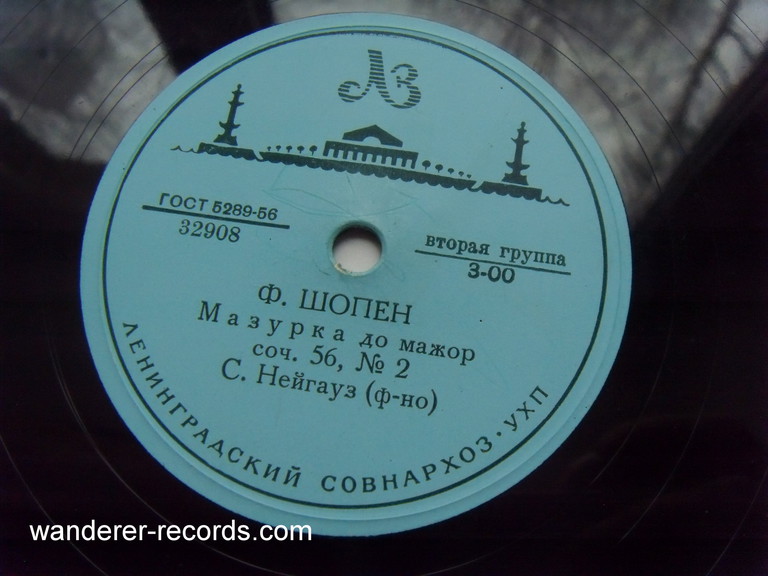 ЛЗ
ГОСТ 5289-56
32908
вторая группа
3-00
Ф. ШОПЕН
Мазурка до мажор
соч. 56, № 2
С. Нейгауз (ф-но)
ЛЕНИНГРАДСКИЙ СОВНАРХОЗ · УХП
wanderer-records.com